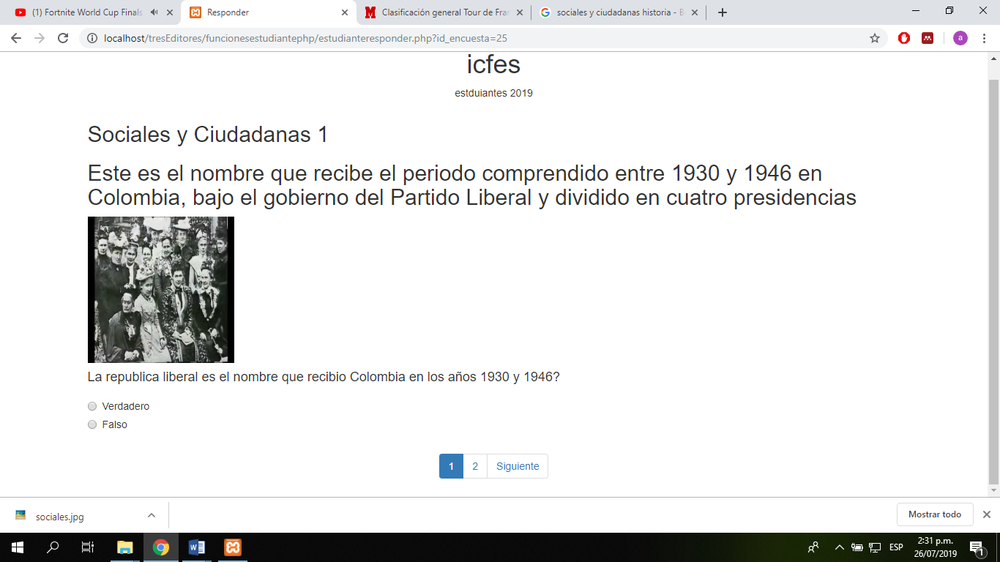 (1) Fortnite World Cup Finals
Responder
Clasificación general Tour de Fran
sociales y ciudadanas historia - B
localhost/tresEditores/funcionesestudiantephp/estudianteresponder.php?id_encuesta=25
a
icfes
estduiantes 2019
Sociales y Ciudadanas 1
Este es el nombre que recibe el periodo comprendido entre 1930 y 1946 en
Colombia, bajo el gobierno del Partido Liberal y dividido en cuatro presidencias
La republica liberal es el nombre que recibio Colombia en los años 1930 y 1946?
Verdadero
Falso
1 2 Siguiente
sociales.jpg
Mostrar todo
ESP
2:31 p.m.
26/07/2019
1